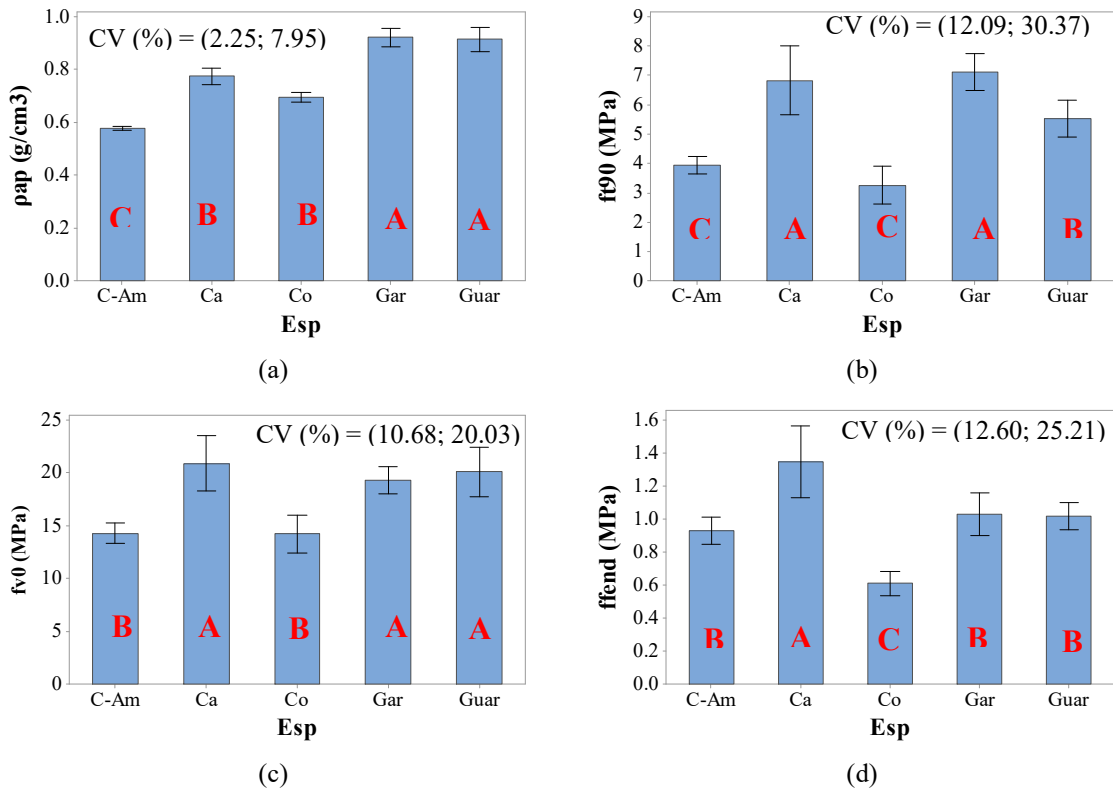 CV (%) = (2.25; 7.95)
ρap (g/cm3)
1.0
0.8
0.6
0.4
0.2
0.0
C B B A A
C-Am Ca Co Gar Guar
Esp
(a)
CV (%) = (12.09; 30.37)
ft90 (MPa)
9
8
7
6
5
4
3
2
1
0
C A C A B
C-Am Ca Co Gar Guar
Esp
(b)
CV (%) = (10.68; 20.03)
fv0 (MPa)
25
20
15
10
5
0
B A B A A
C-Am Ca Co Gar Guar
Esp
(c)
CV (%) = (12.60; 25.21)
ffend (MPa)
1.6
1.4
1.2
1.0
0.8
0.6
0.4
0.2
0.0
B A C B B
C-Am Ca Co Gar Guar
Esp
(d)